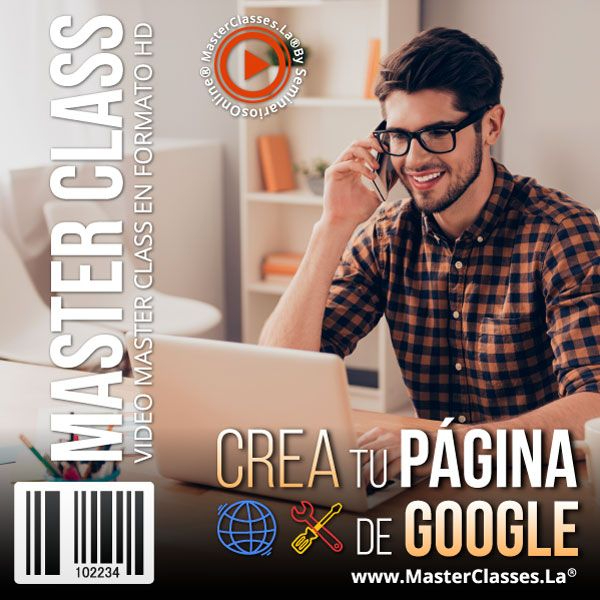 MASTER CLASS
VIDEO MASTER CLASS EN FORMATO HD
MasterClasses.La® By SeminariosOnline®
CREA TU PÁGINA
DE GOOGLE
102234
www.MasterClasses.La®